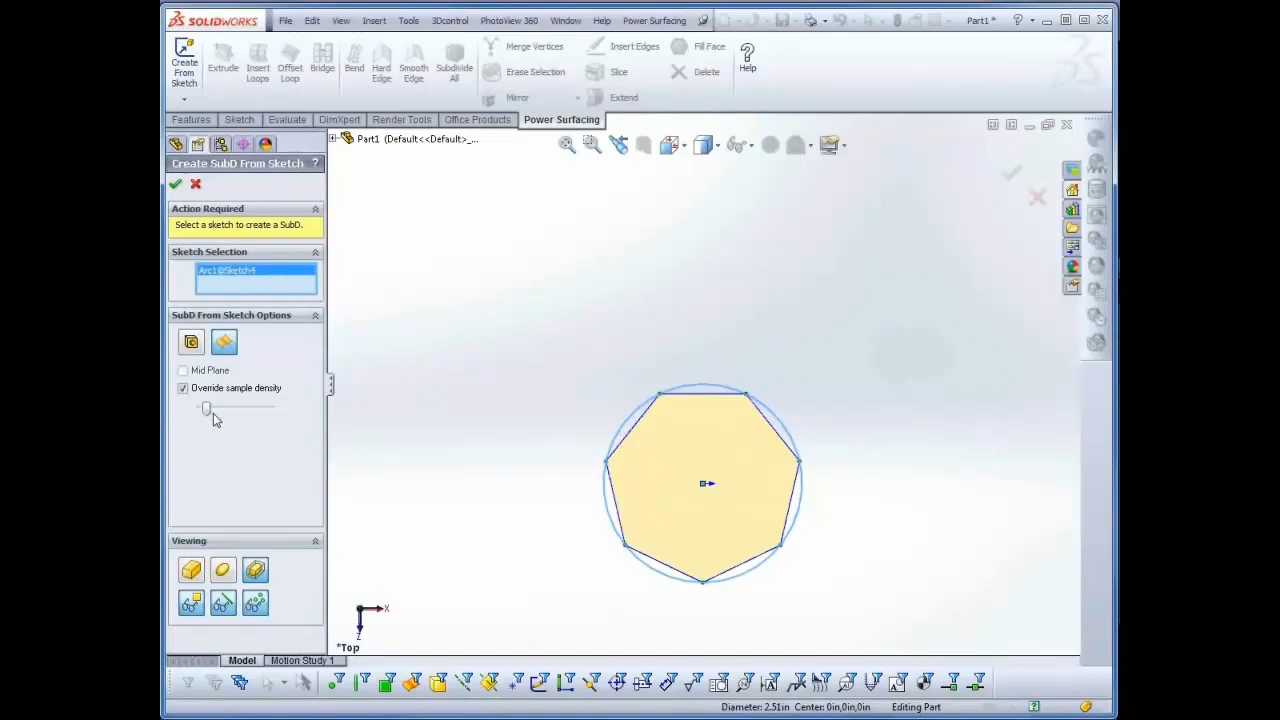 SOLIDWORKS File Edit View Insert Tools 3Dcontrol PhotoView 360 Window Help Power Surfacing Part1 * ?
Create From Sketch
Extrude
Insert Loops
Offset Loop
Bridge
Bend
Hard Edge
Smooth Edge
Subdivide All
Merge Vertices Insert Edges Fill Face
Erase Selection Slice Delete
Mirror Extend
Help
Features Sketch Evaluate DimXpert Render Tools Office Products Power Surfacing
Part1 (Default<<Default>_...
Create SubD From Sketch ?
Action Required
Select a sketch to create a SubD.
Sketch Selection
Arc1@Sketch4
SubD From Sketch Options
Mid Plane
Override sample density
Viewing
X
Z
*Top
Model Motion Study 1
Diameter: 2.51in Center: 0in,0in,0in Editing Part